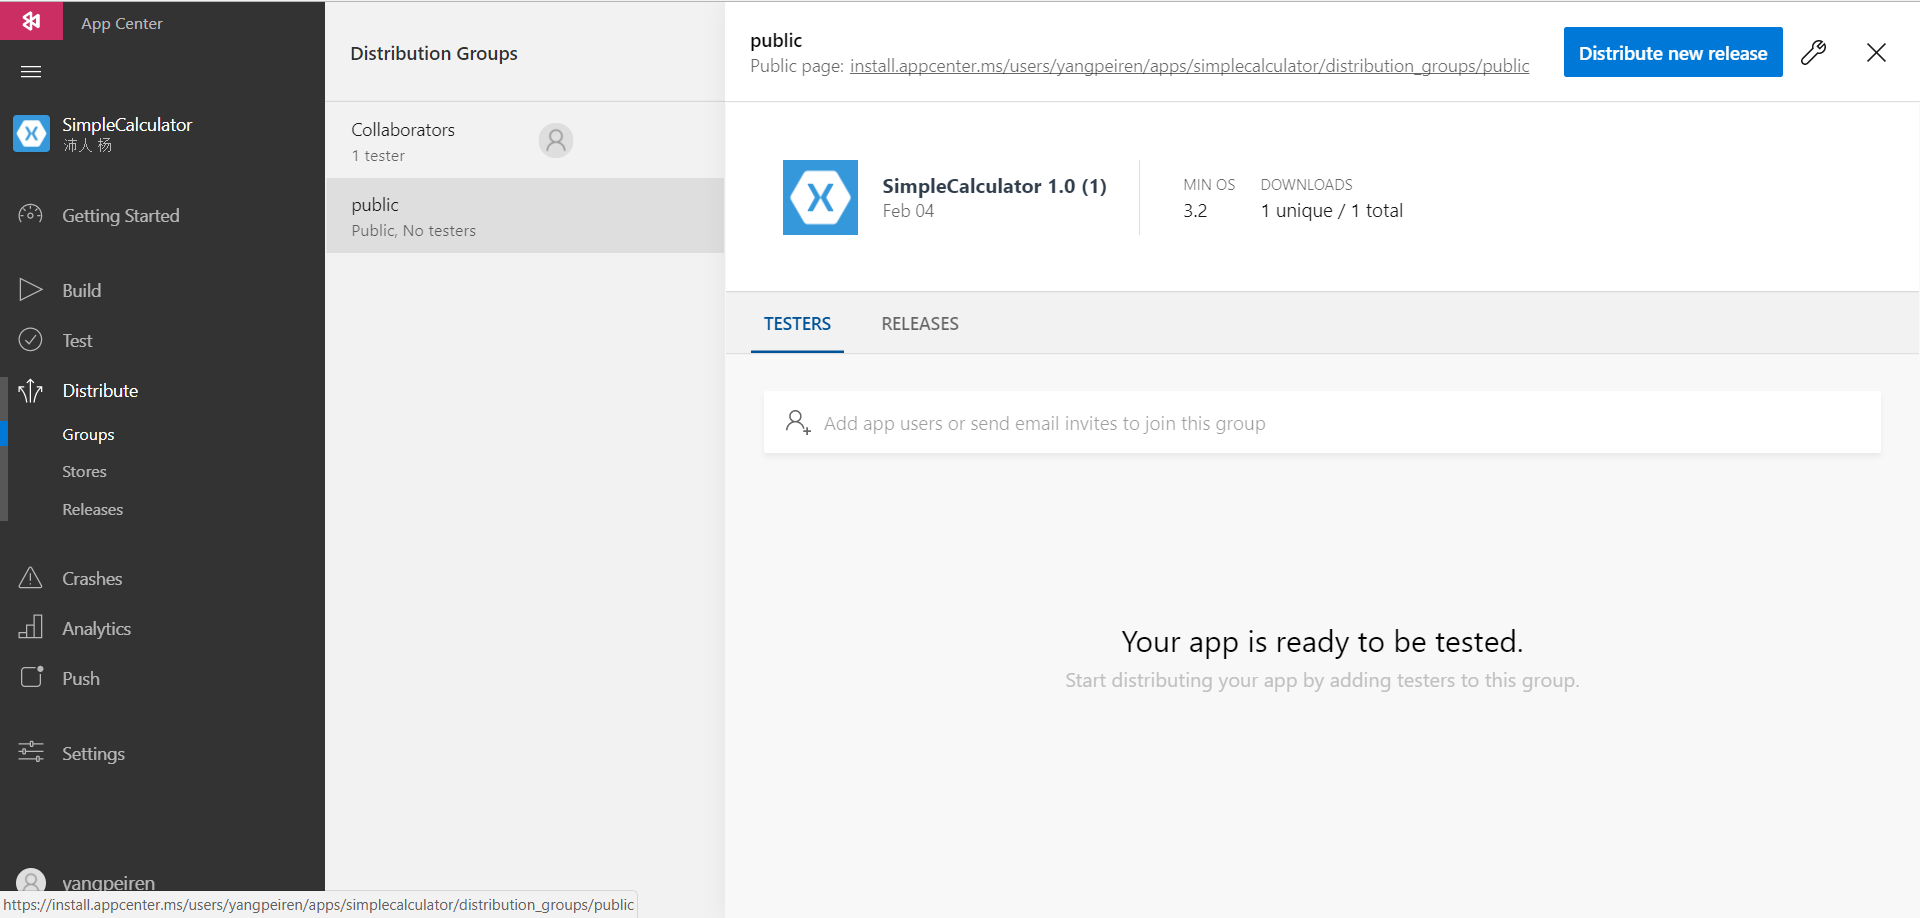 App Center
SimpleCalculator
沛人 杨
Getting Started
Build
Test
Distribute
Groups
Stores
Releases
Crashes
Analytics
Push
Settings
yangpeiren
Distribution Groups
Collaborators
1 tester
public
Public, No testers
public
Public page: install.appcenter.ms/users/yangpeiren/apps/simplecalculator/distribution_groups/public
Distribute new release
SimpleCalculator 1.0 (1)
Feb 04
MIN OS
3.2
DOWNLOADS
1 unique / 1 total
TESTERS
RELEASES
Add app users or send email invites to join this group
Your app is ready to be tested.
Start distributing your app by adding testers to this group.
https://install.appcenter.ms/users/yangpeiren/apps/simplecalculator/distribution_groups/public